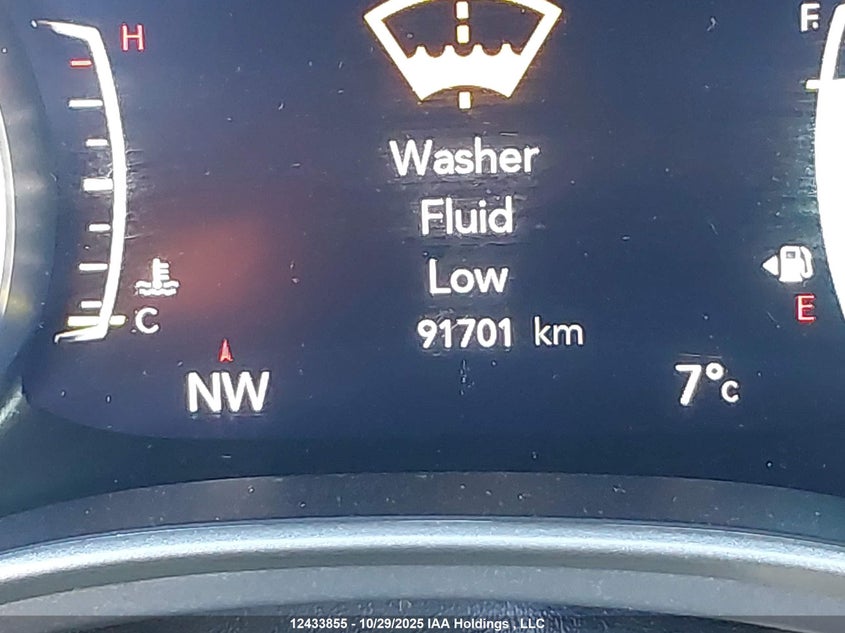 H
F
Washer
Fluid
Low
E
C
91701 km
NW
7°C
12433855 - 10/29/2025 IAA Holdings , LLC